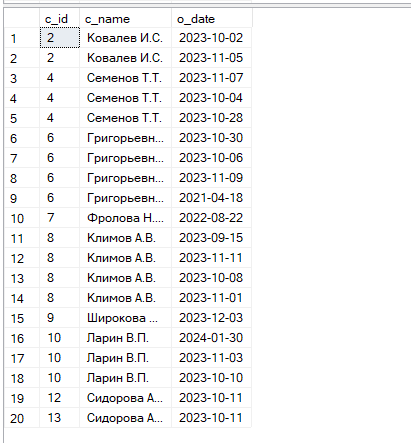 c_id c_name o_date
1 2 Ковалев И.С. 2023-10-02
2 2 Ковалев И.С. 2023-11-05
3 4 Семенов Т.Т. 2023-11-07
4 4 Семенов Т.Т. 2023-10-04
5 4 Семенов Т.Т. 2023-10-28
6 6 Григорьевн... 2023-10-30
7 6 Григорьевн... 2023-10-06
8 6 Григорьевн... 2023-11-09
9 6 Григорьевн... 2021-04-18
10 7 Фролова Н.... 2022-08-22
11 8 Климов А.В. 2023-09-15
12 8 Климов А.В. 2023-11-11
13 8 Климов А.В. 2023-10-08
14 8 Климов А.В. 2023-11-01
15 9 Широкова ... 2023-12-03
16 10 Ларин В.П. 2024-01-30
17 10 Ларин В.П. 2023-11-03
18 10 Ларин В.П. 2023-10-10
19 12 Сидорова А... 2023-10-11
20 13 Сидорова А... 2023-10-11